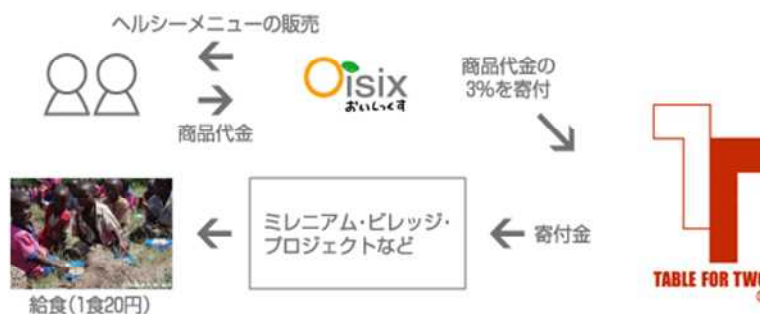 ヘルシーメニューの販売
Oisix
おいしっくす
商品代金
商品代金の
3%を寄付
TABLE FOR TWO
寄付金
ミレニアム・ビレッジ・
プロジェクトなど
給食(1食20円)